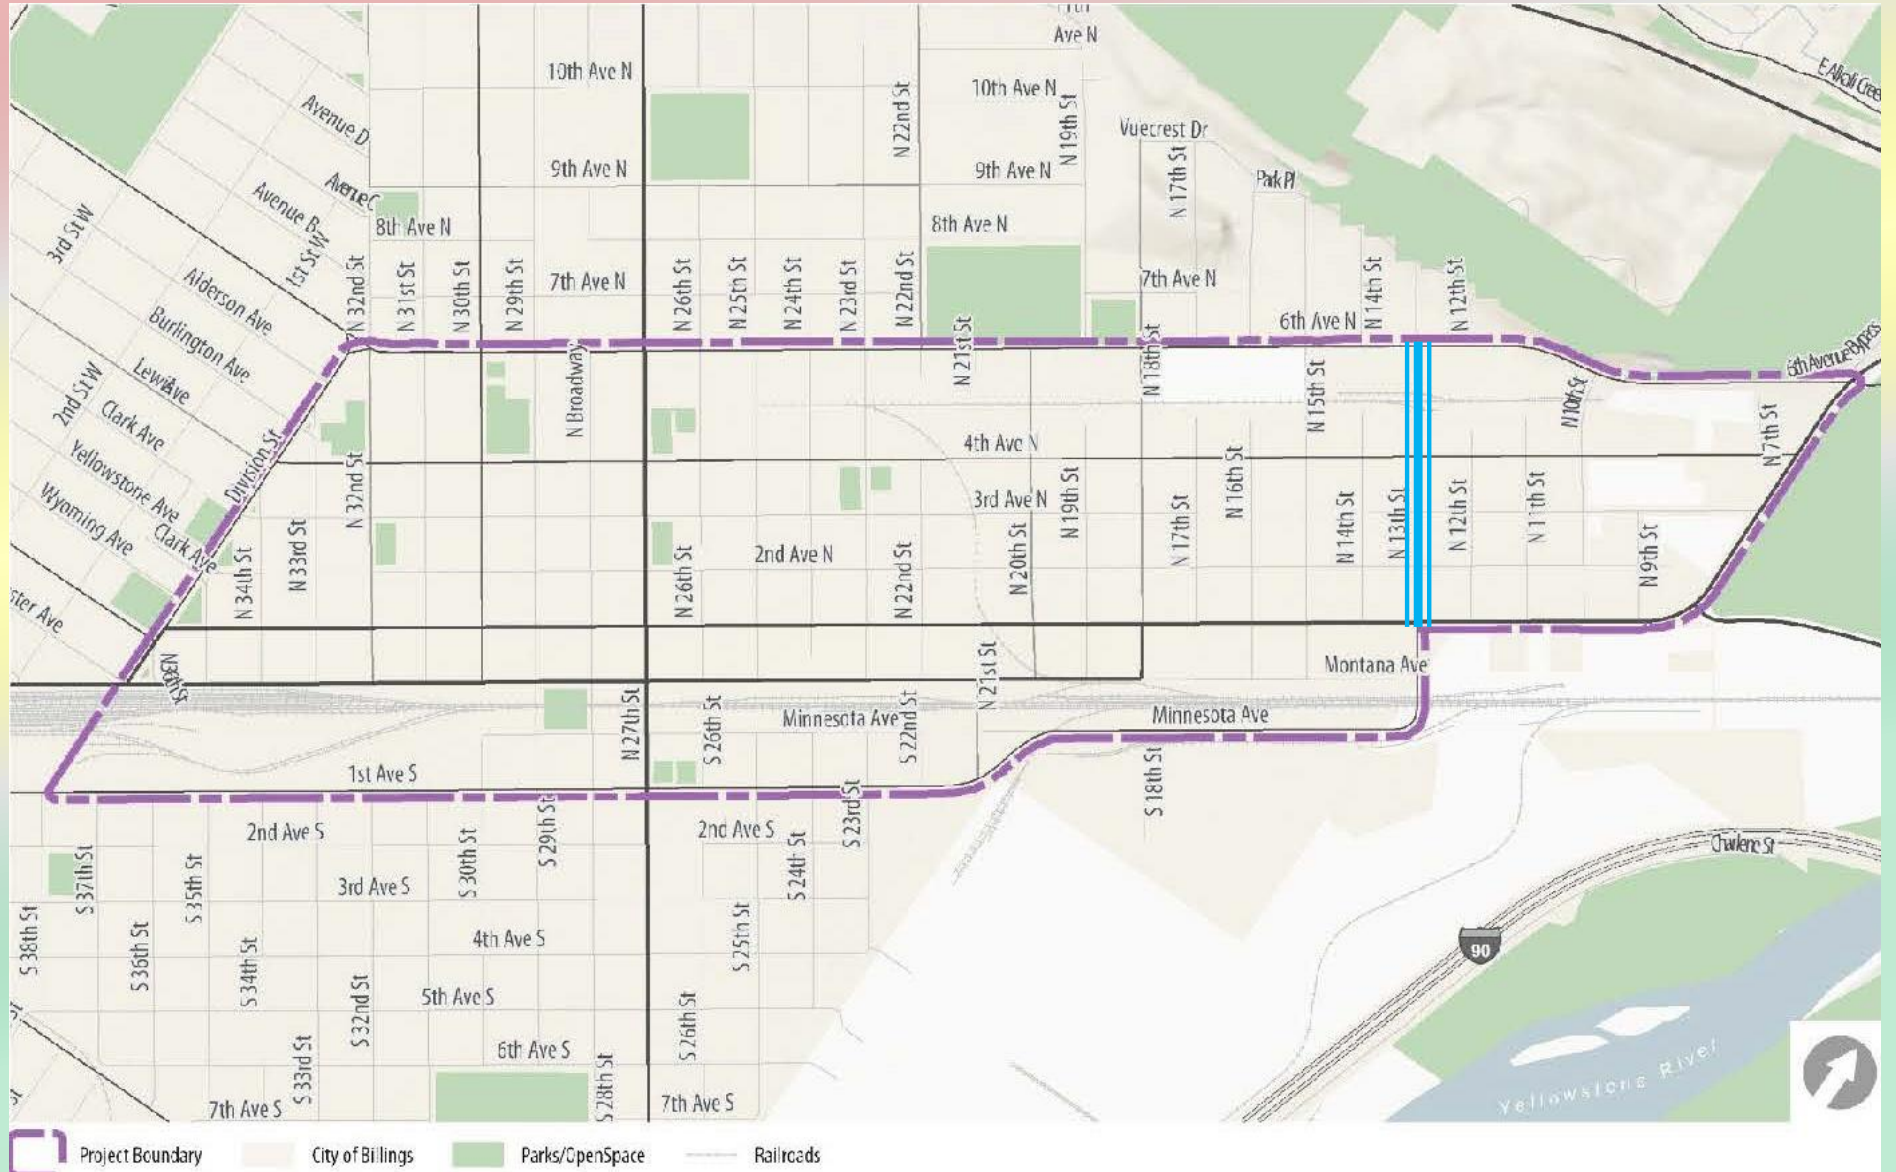 Ave N
10th Ave N
10th Ave N
E Alkali Creek
Avenue D
N 22nd St
N 19th St
Vuecrest Dr
9th Ave N
9th Ave N
N 17th St
Park Pl
Avenue C
Avenue B
8th Ave N
8th Ave N
3rd St W
1st St W
Alderson Ave
N 32nd St
N 31st St
N 30th St
N 29th St
7th Ave N
N 26th St
N 25th St
N 24th St
N 23rd St
N 22nd St
7th Ave N
N 14th St
N 12th St
Burlington Ave
6th Ave N
N 21st St
N 18th St
6th Avenue Bypass
Lewis Ave
2nd St W
N Broadway
N 15th St
N 10th St
Clark Ave
Division St
4th Ave N
N 7th St
Yellowstone Ave
N 32nd St
3rd Ave N
N 19th St
N 16th St
Wyoming Ave
Clark Ave
N 34th St
N 33rd St
N 26th St
2nd Ave N
N 22nd St
N 20th St
N 17th St
N 14th St
N 13th St
N 12th St
N 11th St
N 9th St
ster Ave
N 36th St
N 21st St
Montana Ave
N 27th St
S 26th St
Minnesota Ave
S 22nd St
Minnesota Ave
1st Ave S
S 18th St
2nd Ave S
S 29th St
2nd Ave S
S 23rd St
Charlene St
S 37th St
S 35th St
3rd Ave S
S 30th St
S 24th St
S 38th St
S 36th St
S 34th St
4th Ave S
S 25th St
90
S 32nd St
5th Ave S
S 26th St
S 33rd St
6th Ave S
S 28th St
Yellowstone River
7th Ave S
7th Ave S
Project Boundary
City of Billings
Parks/OpenSpace
Railroads